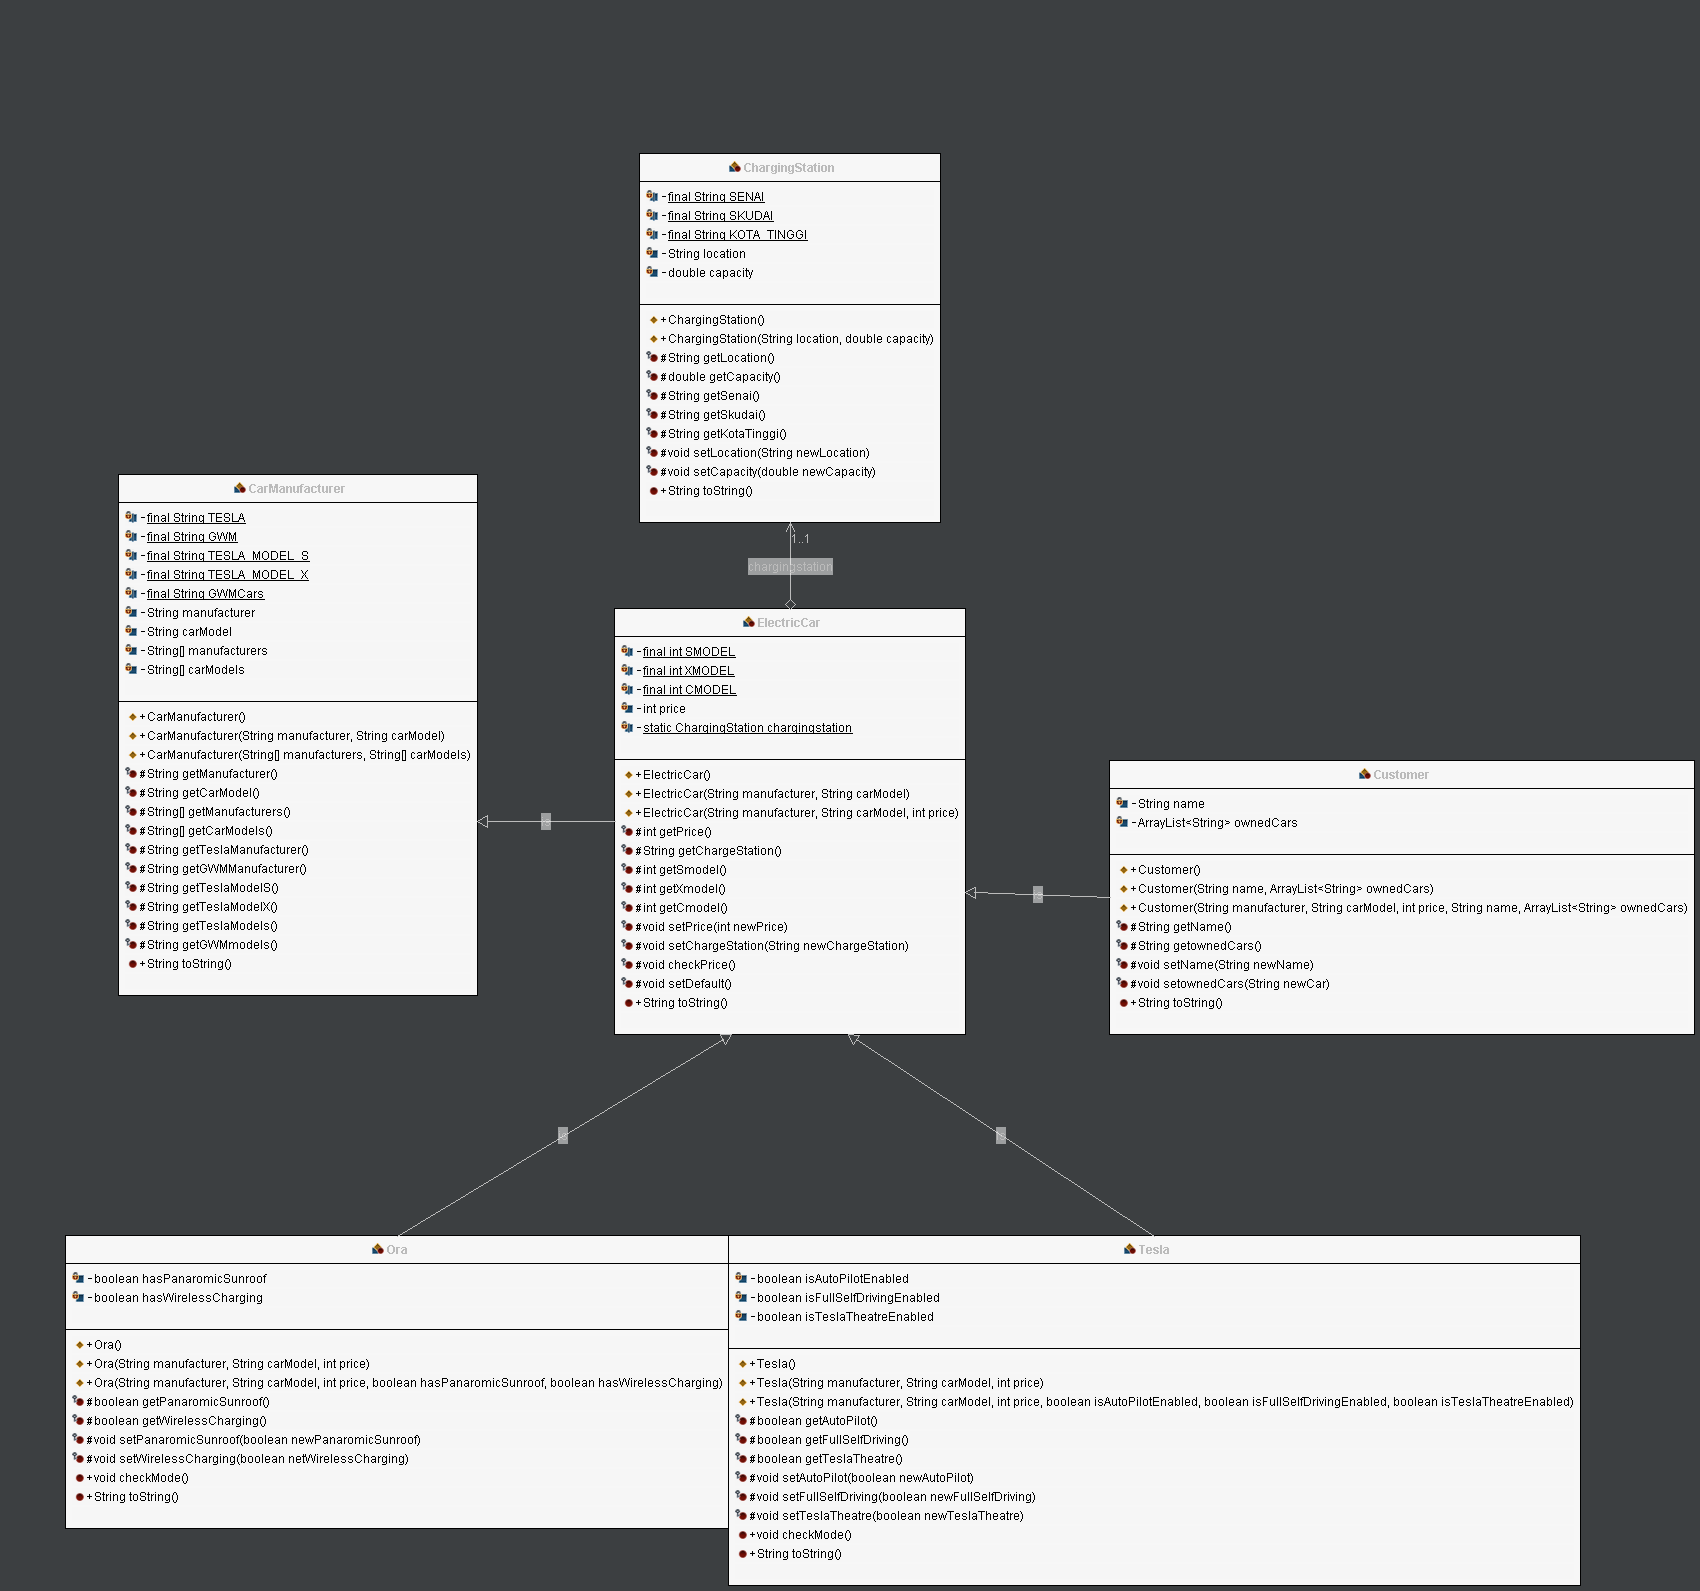 ChargingStation
-final String SENAI
-final String SKUDAI
-final String KOTA_TINGGI
-String location
-double capacity
+ChargingStation()
+ChargingStation(String location, double capacity)
#String getLocation()
#double getCapacity()
#String getSenai()
#String getSkudai()
#String getKotaTinggi()
#void setLocation(String newLocation)
#void setCapacity(double newCapacity)
+String toString()
1..1
chargingstation
CarManufacturer
-final String TESLA
-final String GWM
-final String TESLA_MODEL_S
-final String TESLA_MODEL_X
-final String GWMCars
-String manufacturer
-String carModel
-String[] manufacturers
-String[] carModels
+CarManufacturer()
+CarManufacturer(String manufacturer, String carModel)
+CarManufacturer(String[] manufacturers, String[] carModels)
#String getManufacturer()
#String getCarModel()
#String[] getManufacturers()
#String[] getCarModels()
#String getTeslaManufacturer()
#String getGWMManufacturer()
#String getTeslaModelS()
#String getTeslaModelX()
#String getTeslaModels()
#String getGWMmodels()
+String toString()
ElectricCar
-final int SMODEL
-final int XMODEL
-final int CMODEL
-int price
-static ChargingStation chargingstation
+ElectricCar()
+ElectricCar(String manufacturer, String carModel)
+ElectricCar(String manufacturer, String carModel, int price)
#int getPrice()
#String getChargeStation()
#int getSmodel()
#int getXmodel()
#int getCmodel()
#void setPrice(int newPrice)
#void setChargeStation(String newChargeStation)
#void checkPrice()
#void setDefault()
+String toString()
Customer
-String name
-ArrayList<String> ownedCars
+Customer()
+Customer(String name, ArrayList<String> ownedCars)
+Customer(String manufacturer, String carModel, int price, String name, ArrayList<String> ownedCars)
#String getName()
#String getownedCars()
#void setName(String newName)
#void setownedCars(String newCar)
+String toString()
Ora
-boolean hasPanaromicSunroof
-boolean hasWirelessCharging
+Ora()
+Ora(String manufacturer, String carModel, int price)
+Ora(String manufacturer, String carModel, int price, boolean hasPanaromicSunroof, boolean hasWirelessCharging)
#boolean getPanaromicSunroof()
#boolean getWirelessCharging()
#void setPanaromicSunroof(boolean newPanaromicSunroof)
#void setWirelessCharging(boolean netWirelessCharging)
+void checkMode()
+String toString()
Tesla
-boolean isAutoPilotEnabled
-boolean isFullSelfDrivingEnabled
-boolean isTeslaTheatreEnabled
+Tesla()
+Tesla(String manufacturer, String carModel, int price)
+Tesla(String manufacturer, String carModel, int price, boolean isAutoPilotEnabled, boolean isFullSelfDrivingEnabled, boolean isTeslaTheatreEnabled)
#boolean getAutoPilot()
#boolean getFullSelfDriving()
#boolean getTeslaTheatre()
#void setAutoPilot(boolean newAutoPilot)
#void setFullSelfDriving(boolean newFullSelfDriving)
#void setTeslaTheatre(boolean newTeslaTheatre)
+void checkMode()
+String toString()